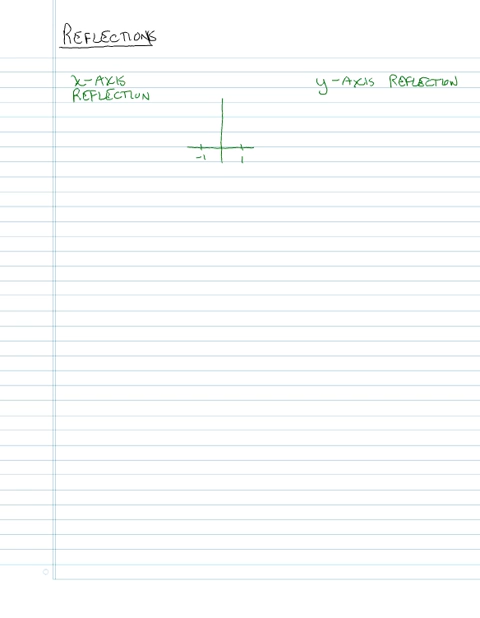 REFLECTIONS
x-AXIS
REFLECTION
y-AXIS REFLECTION
-1 1